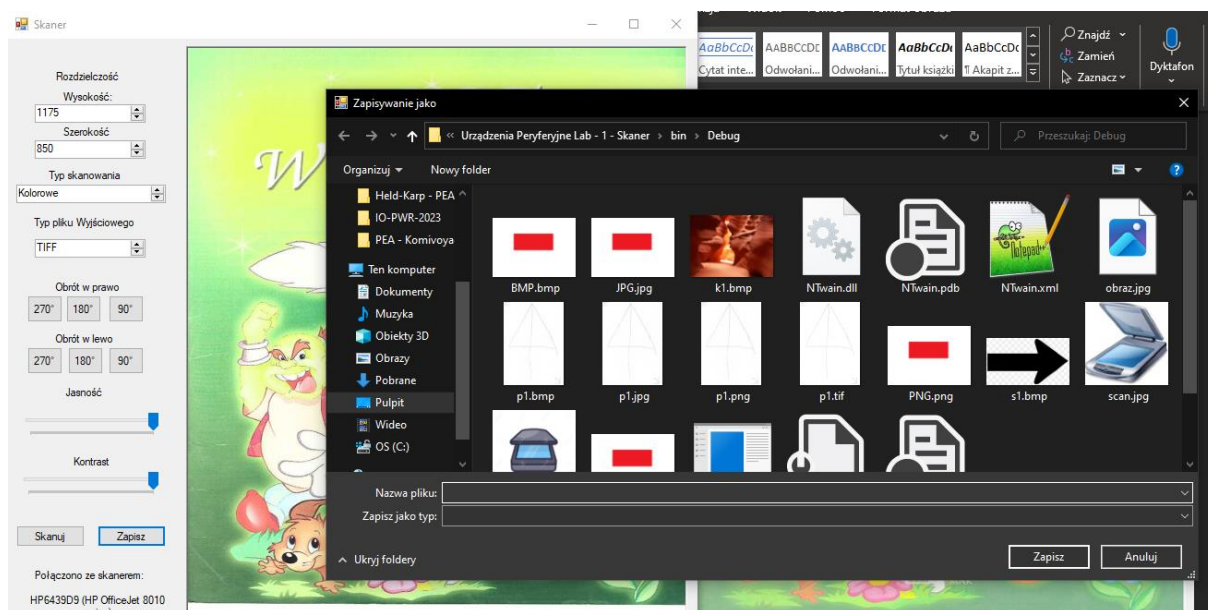 Skaner
Rozdzielczość
Wysokość:
1175
Szerokość
850
Typ skanowania
Kolorowe
Typ pliku Wyjściowego
TIFF
Obrót w prawo
270° 180° 90°
Obrót w lewo
270° 180° 90°
Jasność
Kontrast
Skanuj Zapisz
Połączono ze skanerem:
HP6439D9 (HP OfficeJet 8010
W
AaBbCcDc AABBCCDE AABBCCDE AaBbCcDc AaBbCcDc
Cytat inte... Odwołani... Odwołani... Tytuł książki ¶ Akapit z...
Znajdź
Zamień
Zaznacz
Dyktafon
Zapisywanie jako
« Urządzenia Peryferyjne Lab - 1 - Skaner › bin › Debug
Przeszukaj: Debug
Organizuj Nowy folder
Held-Karp - PEA
IO-PWR-2023
PEA - Komivoya
Ten komputer
Dokumenty
Muzyka
Obiekty 3D
Obrazy
Pobrane
Pulpit
Wideo
OS (C:)
Notepad++
BMP.bmp JPG.jpg k1.bmp NTwain.dll NTwain.pdb NTwain.xml obraz.jpg
p1.bmp p1.jpg p1.png p1.tif PNG.png s1.bmp scan.jpg
Nazwa pliku:
Zapisz jako typ:
Ukryj foldery
Zapisz Anuluj